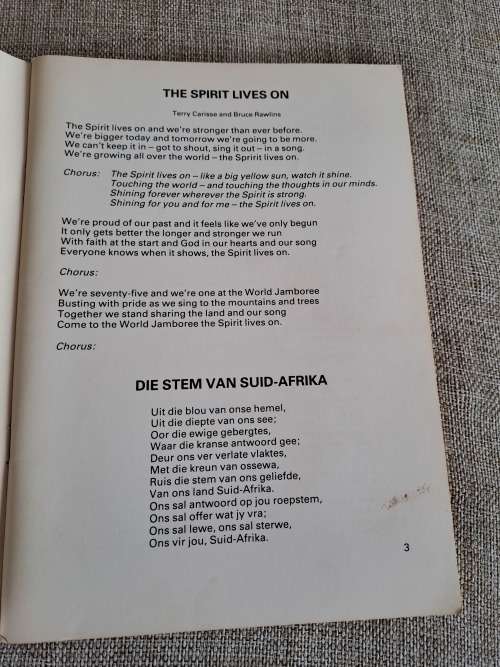 THE SPIRIT LIVES ON
Terry Carisse and Bruce Rawlins
The Spirit lives on and we're stronger than ever before.
We're bigger today and tomorrow we're going to be more.
We can't keep it in – got to shout, sing it out – in a song.
We're growing all over the world – the Spirit lives on.
Chorus: The Spirit lives on – like a big yellow sun, watch it shine.
Touching the world – and touching the thoughts in our minds.
Shining forever wherever the Spirit is strong.
Shining for you and for me – the Spirit lives on.
We're proud of our past and it feels like we've only begun
It only gets better the longer and stronger we run
With faith at the start and God in our hearts and our song
Everyone knows when it shows, the Spirit lives on.
Chorus:
We're seventy-five and we're one at the World Jamboree
Busting with pride as we sing to the mountains and trees
Together we stand sharing the land and our song
Come to the World Jamboree the Spirit lives on.
Chorus:
DIE STEM VAN SUID-AFRIKA
Uit die blou van onse hemel,
Uit die diepte van ons see;
Oor die ewige gebergtes,
Waar die kranse antwoord gee;
Deur ons ver verlate vlaktes,
Met die kreun van ossewa,
Ruis die stem van ons geliefde,
Van ons land Suid-Afrika.
Ons sal antwoord op jou roepstem,
Ons sal offer wat jy vra;
Ons sal lewe, ons sal sterwe,
Ons vir jou, Suid-Afrika.
3